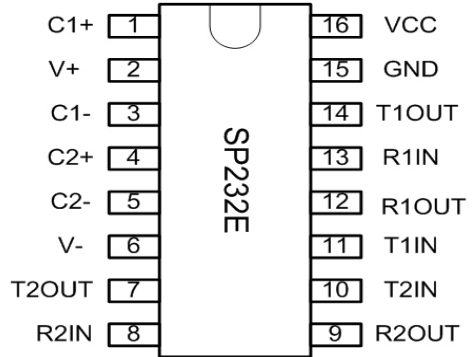 C1+ 1 16 VCC
V+ 2 15 GND
C1- 3 14 T1OUT
C2+ 4 13 R1IN
C2- 5 12 R1OUT
V- 6 11 T1IN
T2OUT 7 10 T2IN
R2IN 8 9 R2OUT
SP232E